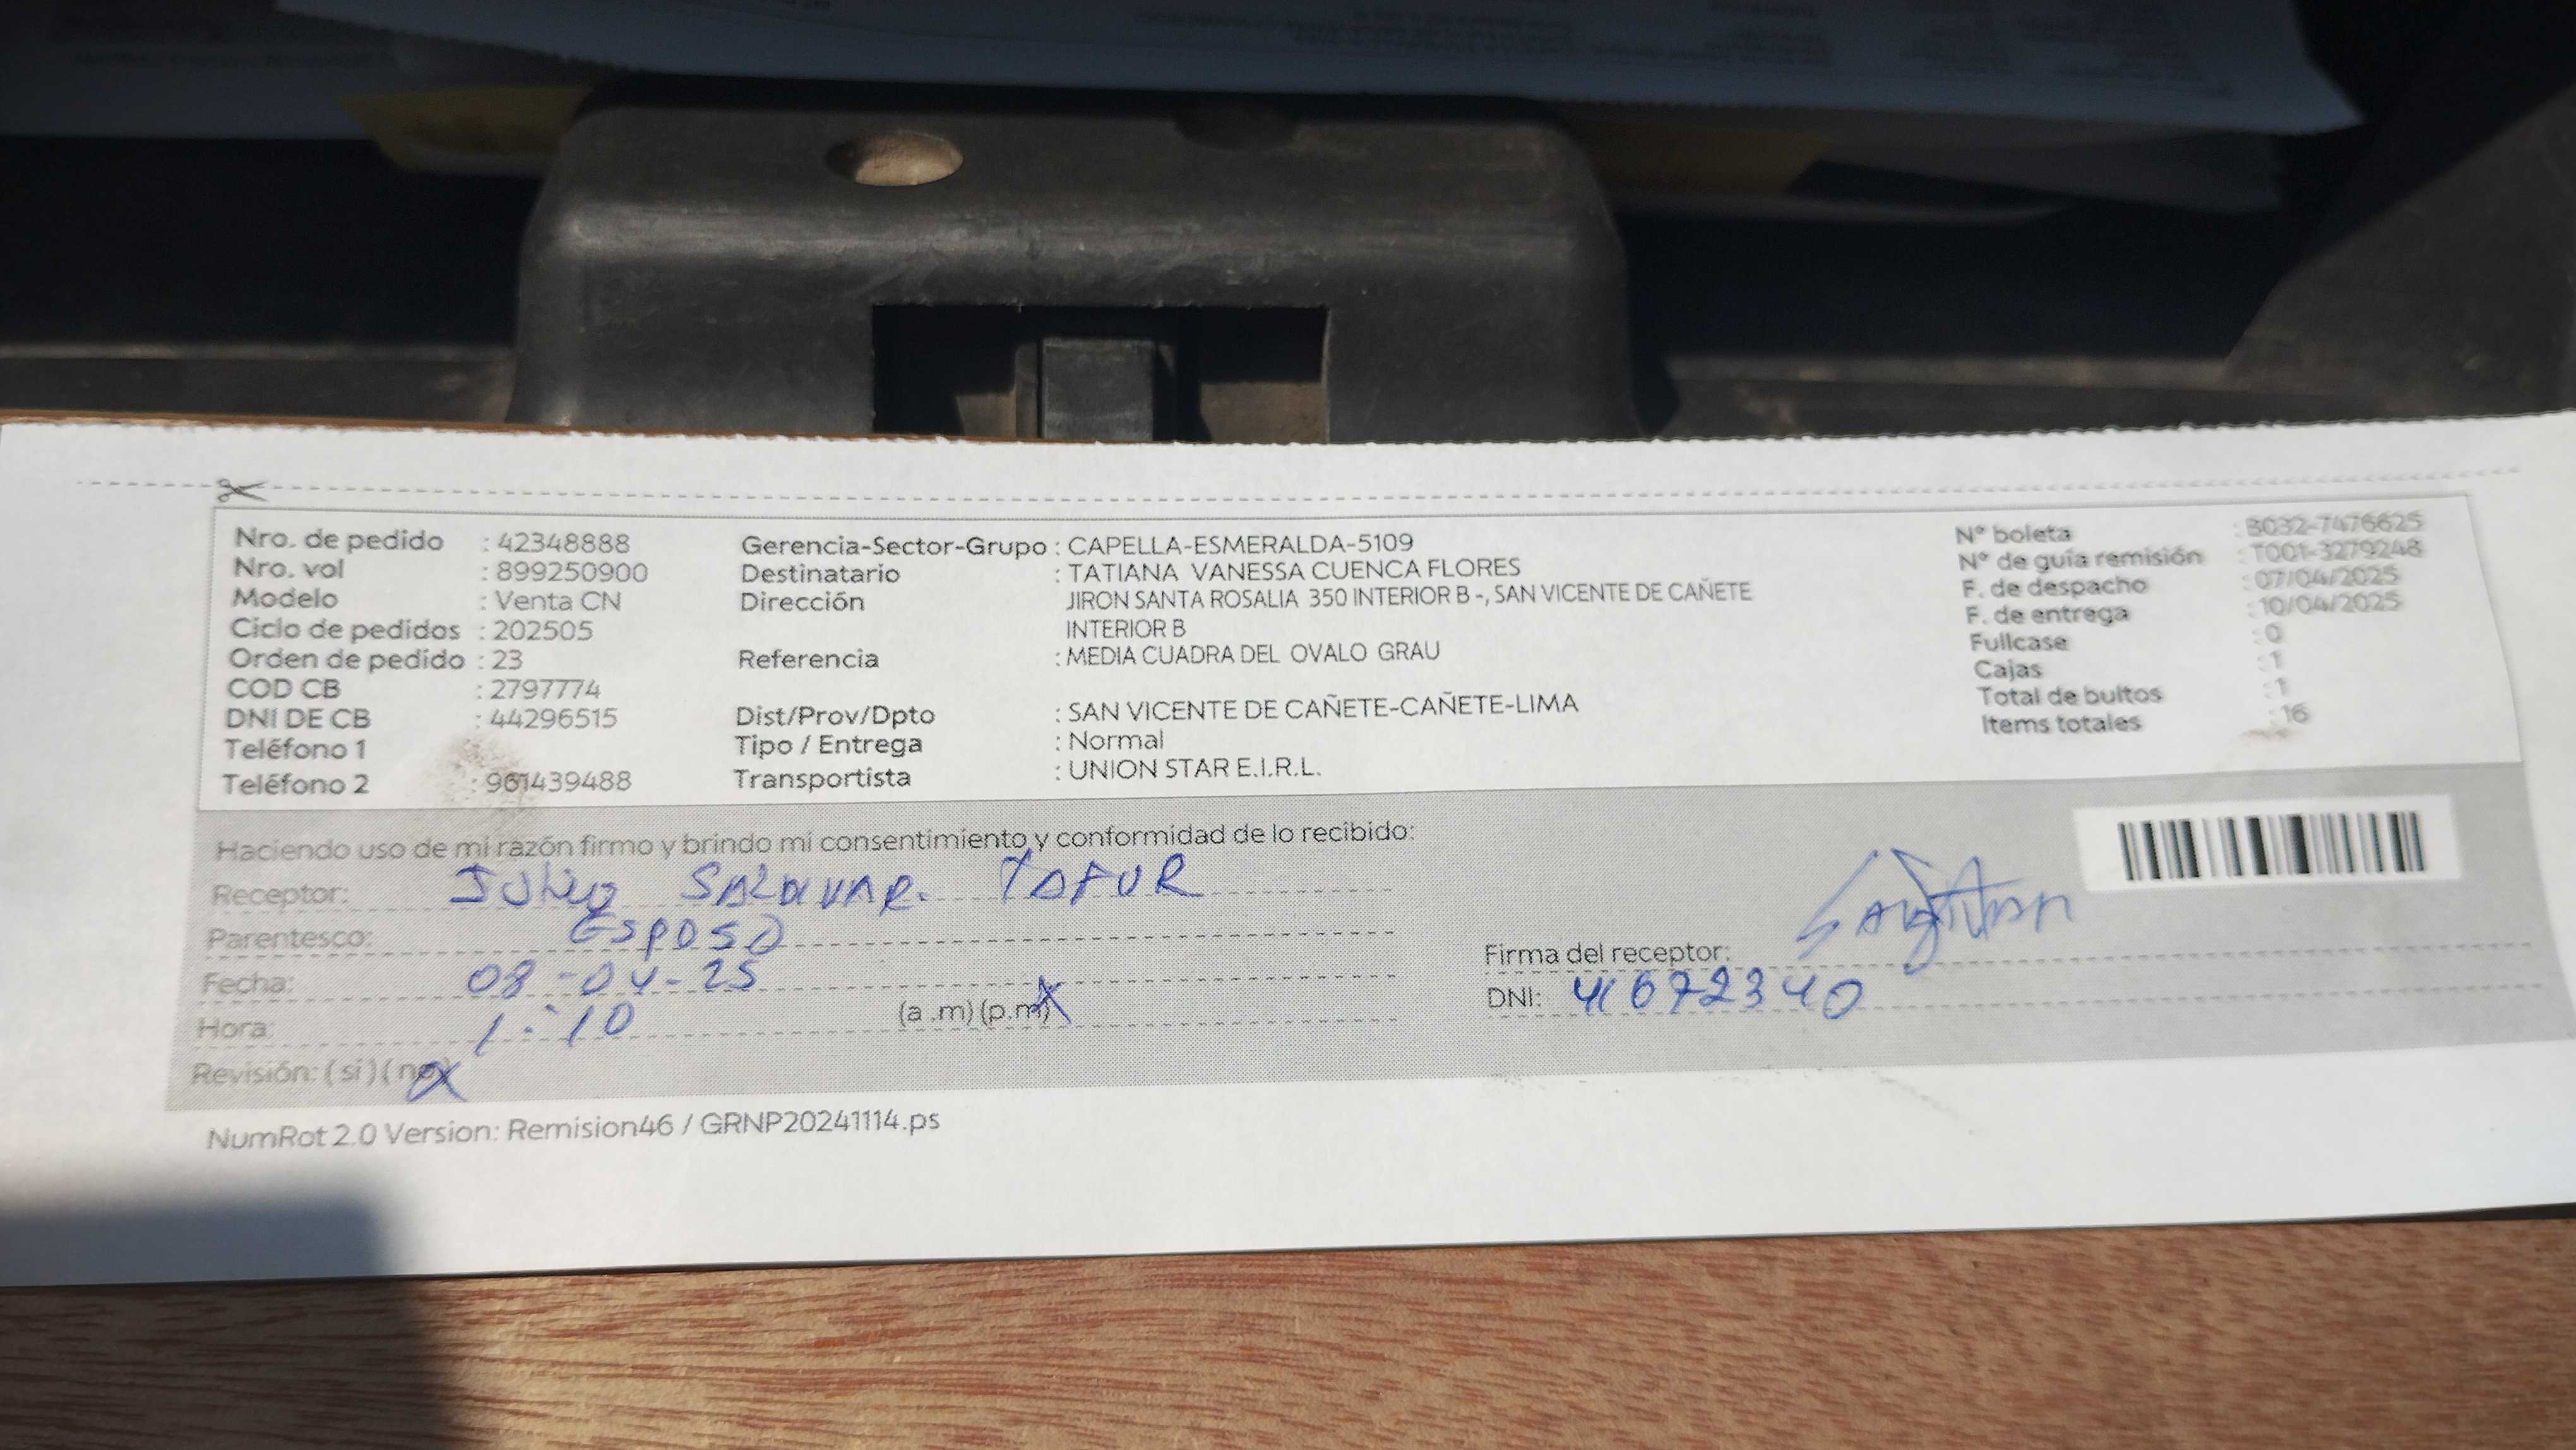 Nro. de pedido : 42348888
Nro. vol : 899250900
Modelo : Venta CN
Ciclo de pedidos : 202505
Orden de pedido : 23
COD CB : 2797774
DNI DE CB : 44296515
Teléfono 1
Teléfono 2 : 961439488
Gerencia-Sector-Grupo : CAPELLA-ESMERALDA-5109
Destinatario : TATIANA VANESSA CUENCA FLORES
Dirección JIRON SANTA ROSALIA 350 INTERIOR B -, SAN VICENTE DE CAÑETE
INTERIOR B
Referencia : MEDIA CUADRA DEL OVALO GRAU
Dist/Prov/Dpto : SAN VICENTE DE CAÑETE-CAÑETE-LIMA
Tipo / Entrega : Normal
Transportista : UNION STAR E.I.R.L.
N° boleta : B032-7476625
N° de guía remisión : T001-3279248
F. de despacho : 07/04/2025
F. de entrega : 10/04/2025
Fullcase : 0
Cajas : 1
Total de bultos : 1
Items totales : 16
Haciendo uso de mi razón firmo y brindo mi consentimiento y conformidad de lo recibido:
Receptor: TAFUR
Parentesco: ESPOSO
Fecha: 08-04-25
Hora: 1:10 (a .m) (p.m)
Revisión: ( si ) ( no )
Firma del receptor:
DNI: 41672340
NumRot 2.0 Version: Remision46 / GRNP20241114.ps